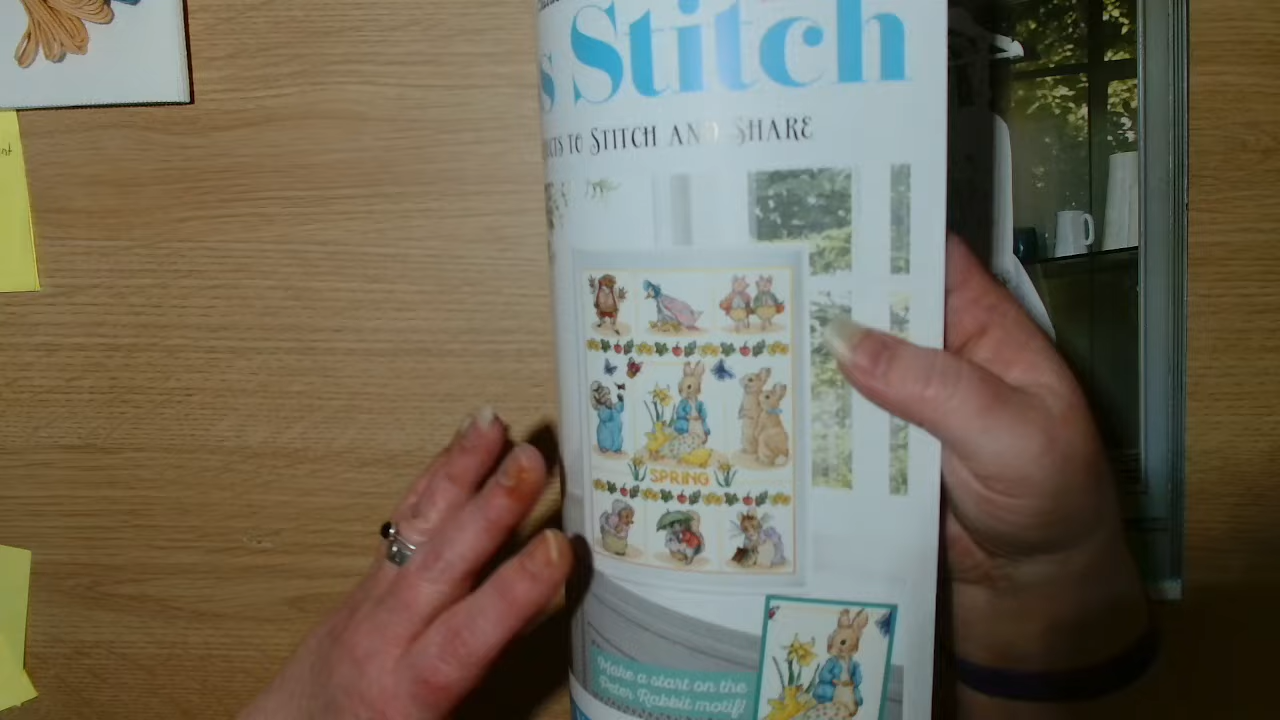 Stitch
TO STITCH AND SHARE
SPRING
Make a start on the
Peter Rabbit motif!